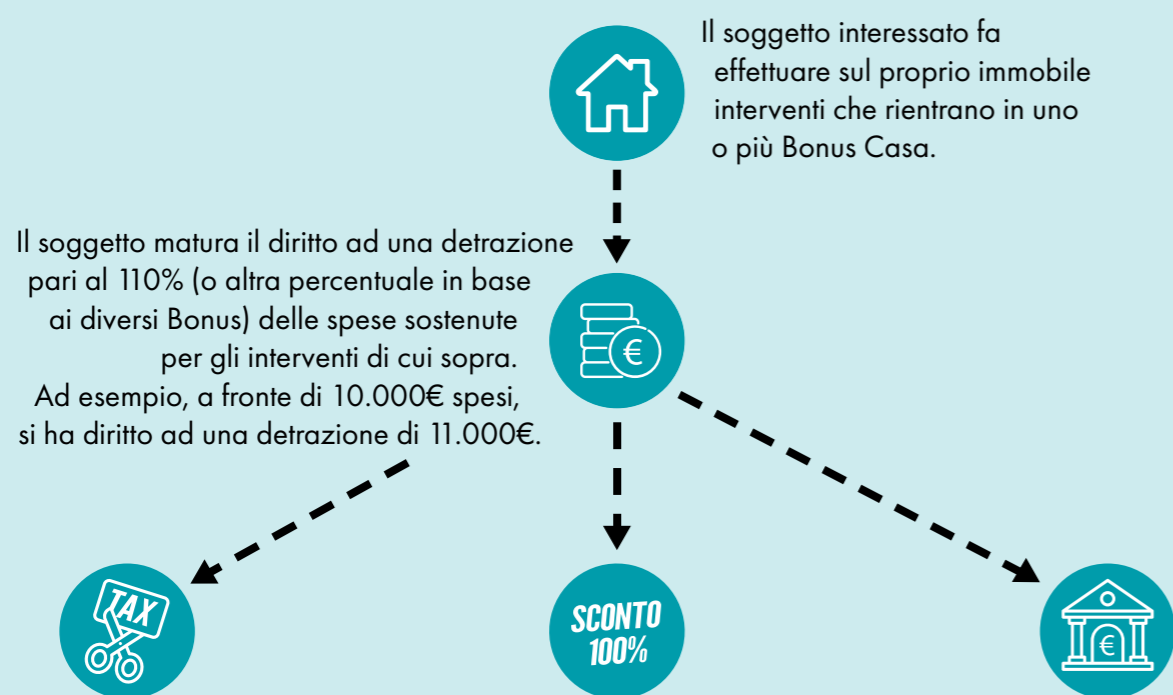 Il soggetto interessato fa
effettuare sul proprio immobile
interventi che rientrano in uno
o più Bonus Casa.
Il soggetto matura il diritto ad una detrazione
pari al 110% (o altra percentuale in base
ai diversi Bonus) delle spese sostenute
per gli interventi di cui sopra.
Ad esempio, a fronte di 10.000€ spesi,
si ha diritto ad una detrazione di 11.000€.
€
TAX
SCONTO
100%
€